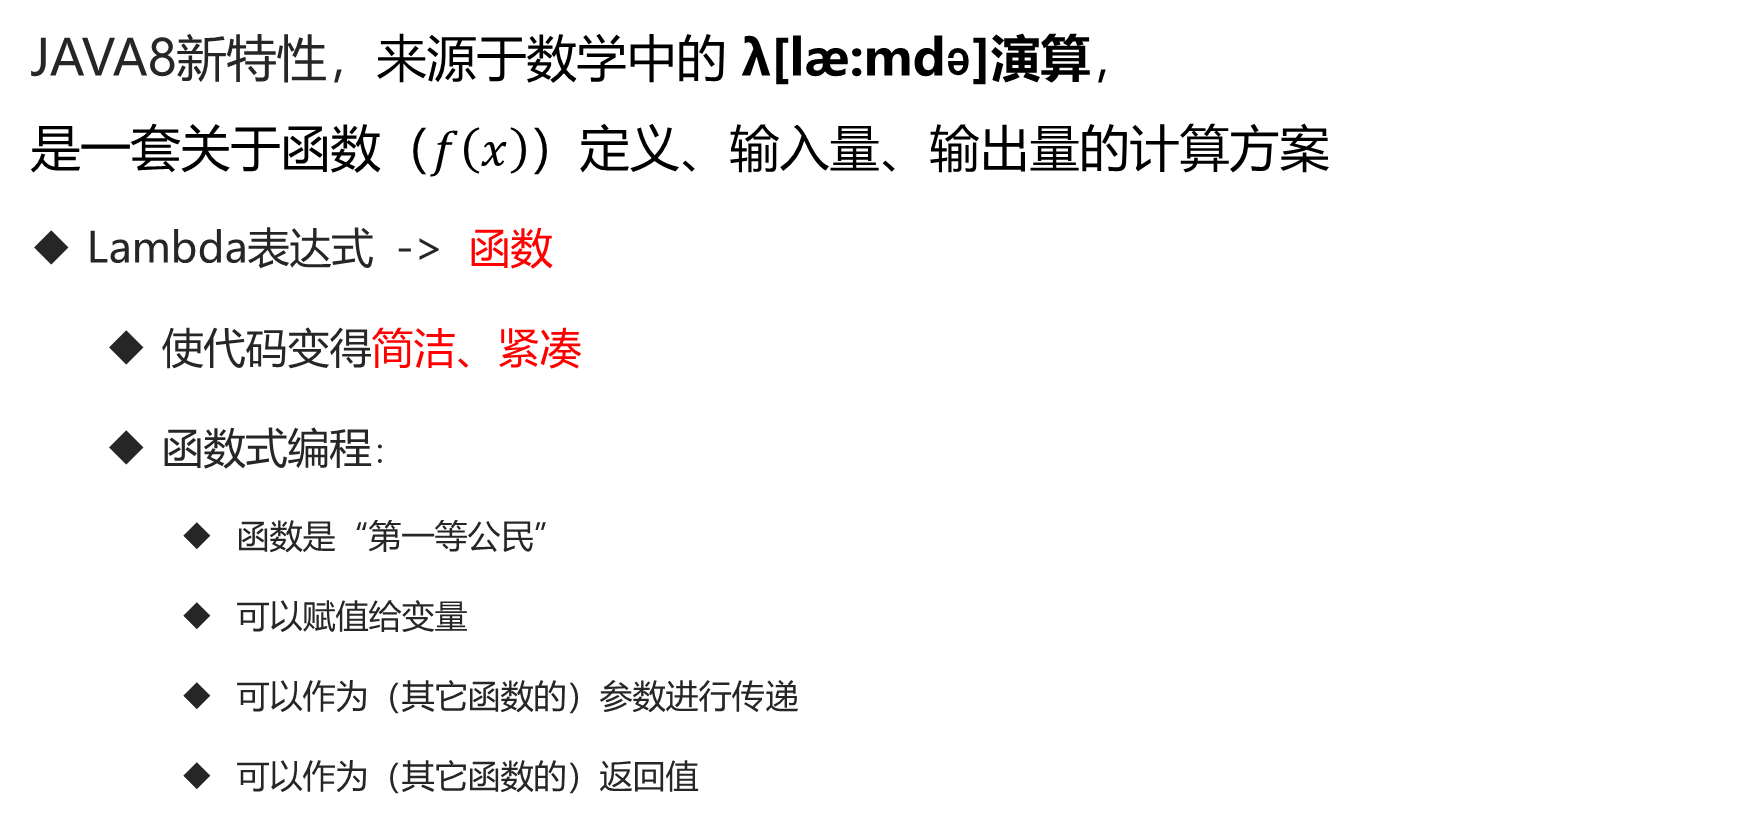 JAVA8新特性，来源于数学中的 λ[læ:mdə]演算，
是一套关于函数（f(x)）定义、输入量、输出量的计算方案
◆ Lambda表达式 -> 函数
◆ 使代码变得简洁、紧凑
◆ 函数式编程：
◆ 函数是“第一等公民”
◆ 可以赋值给变量
◆ 可以作为（其它函数的）参数进行传递
◆ 可以作为（其它函数的）返回值